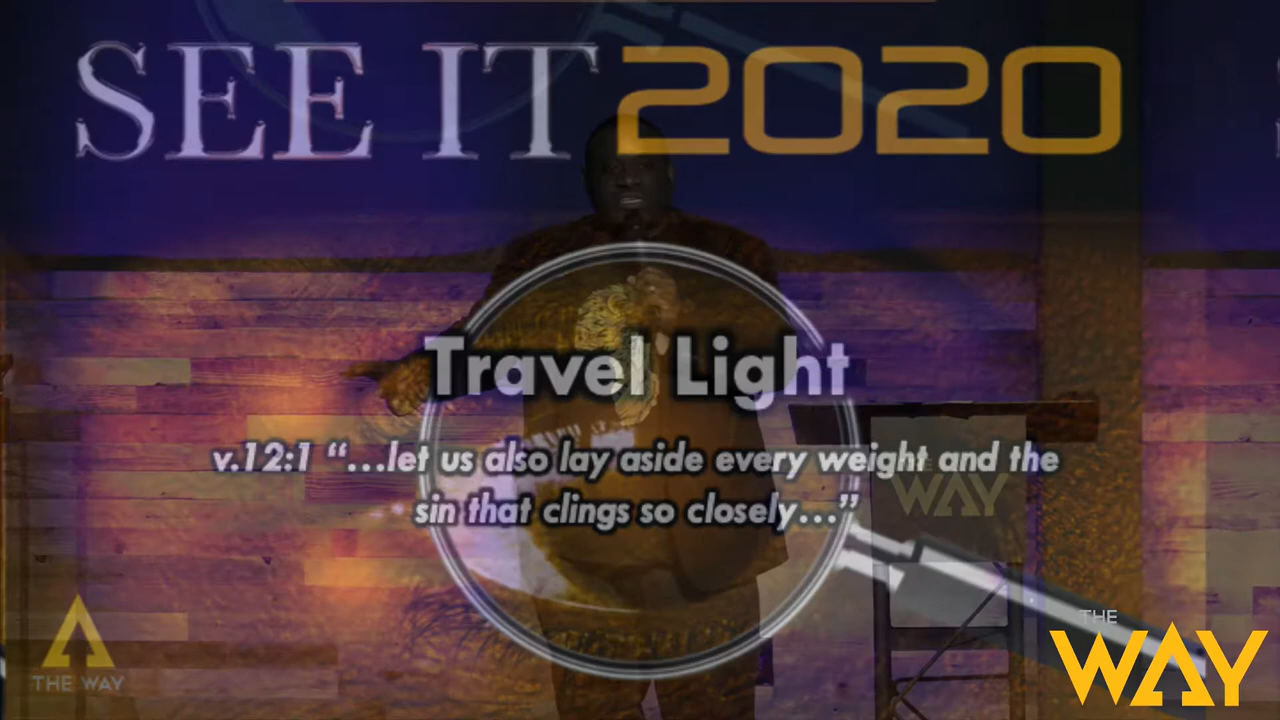 SEE IT 2020
Travel Light
v.12:1 “...let us also lay aside every weight and the
sin that clings so closely...”
THE
WAY
THE WAY
THE
WAY